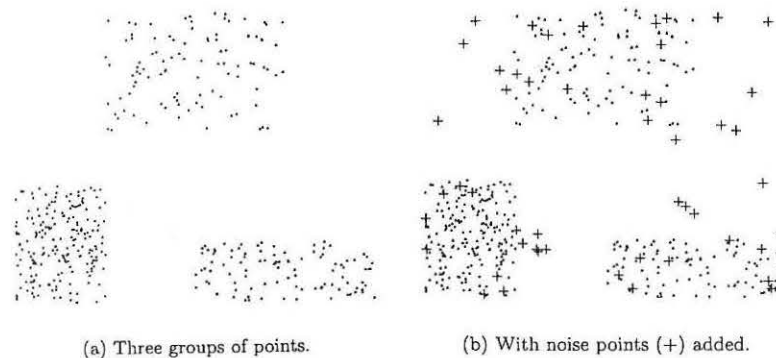 (a) Three groups of points.
(b) With noise points (+) added.